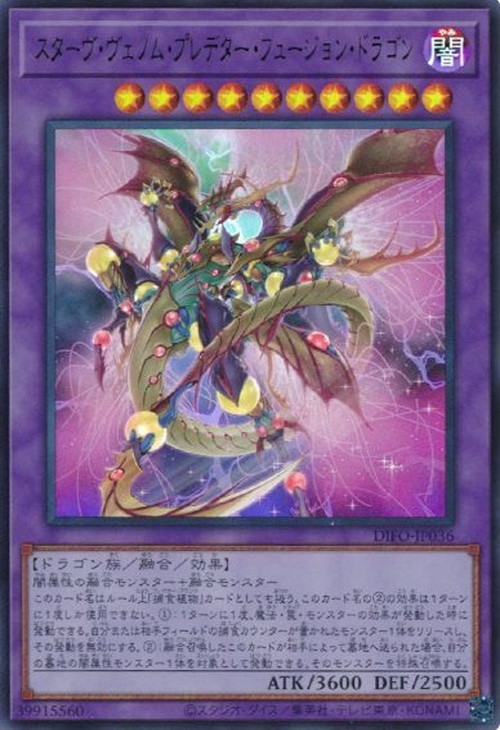 スターヴ・ヴェノム・プレデター・フュージョン・ドラゴン
闇
DIFO-JP036
【ドラゴン族/融合/効果】
闇属性の融合モンスター+融合モンスター
このカード名はルール上「捕食植物」カードとしても扱う。このカード名の②の効果は1ターン
に1度しか使用できない。①:1ターンに1度、魔法・罠・モンスターの効果が発動した時に
発動できる。自分または相手フィールドの捕食カウンターが置かれたモンスター1体をリリースし、
その発動を無効にする。②:融合召喚したこのカードが相手によって墓地へ送られた場合、自分
の墓地の闇属性モンスター1体を対象として発動できる。そのモンスターを特殊召喚する。
ATK/3600 DEF/2500
39915560 ©スタジオ・ダイス/集英社・テレビ東京・KONAMI